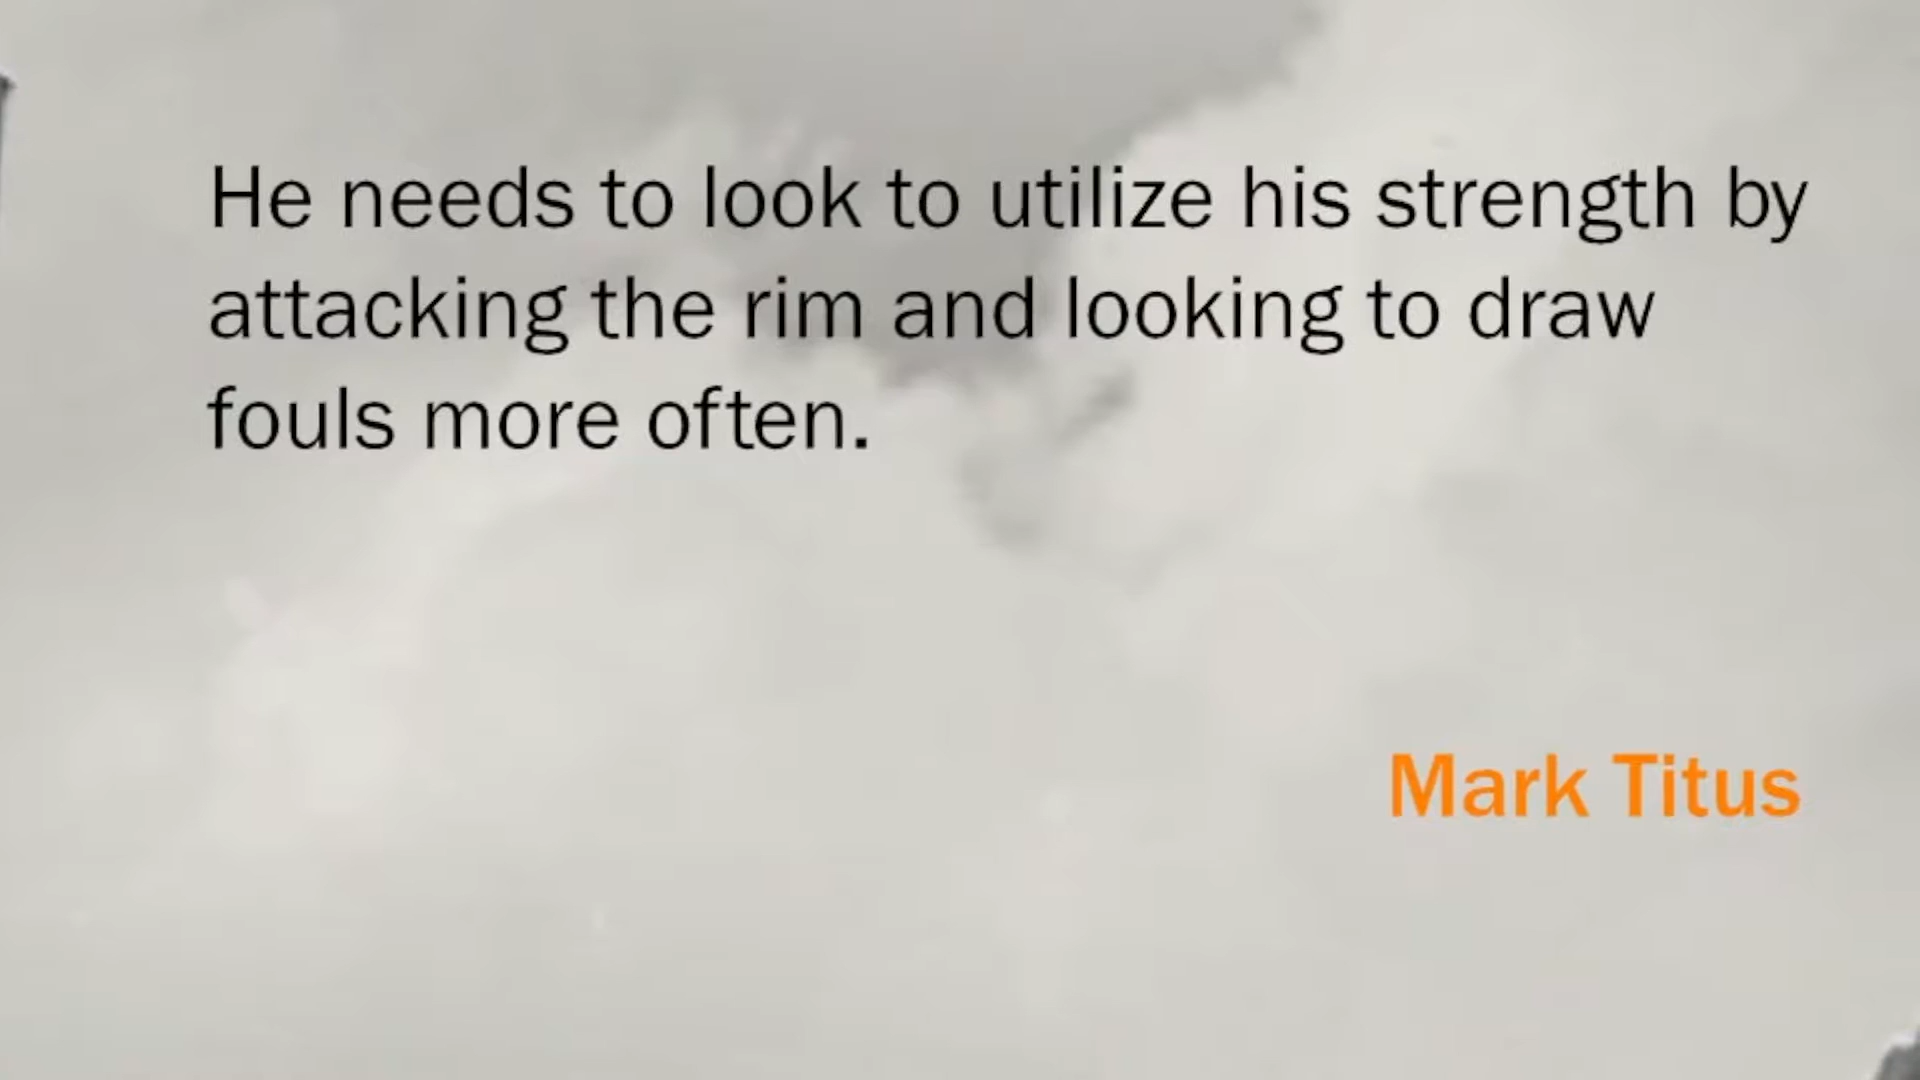 He needs to look to utilize his strength by
attacking the rim and looking to draw
fouls more often.
Mark Titus